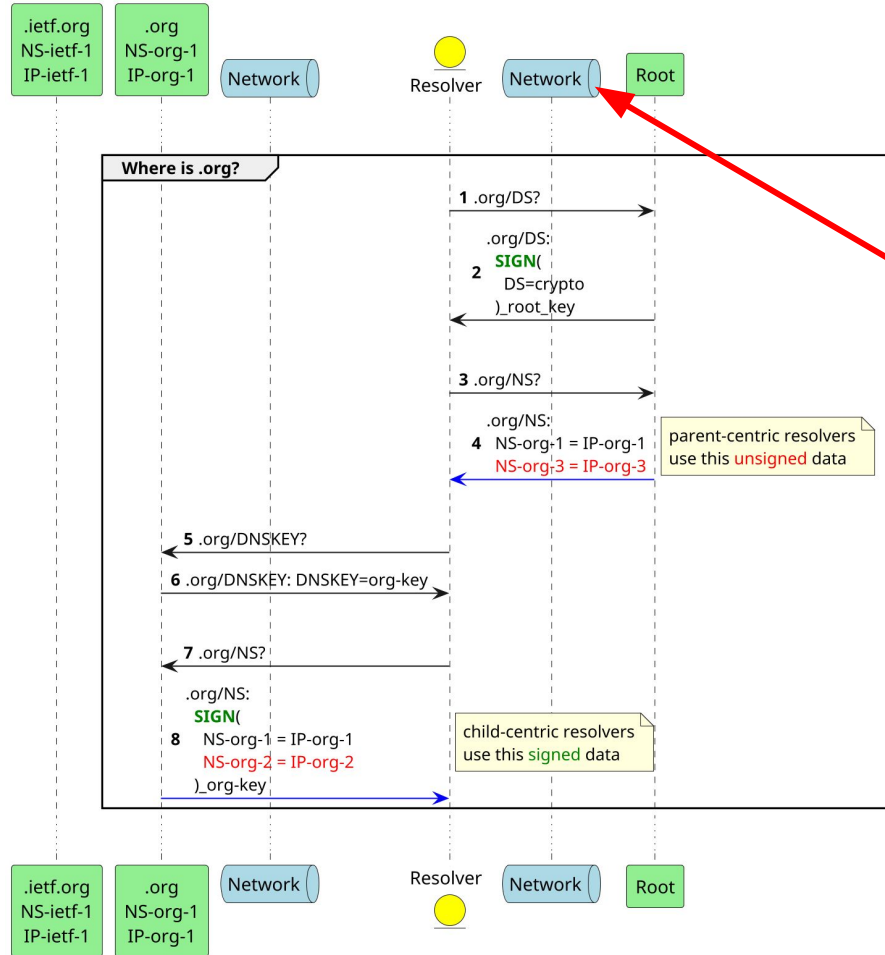 .ietf.org
NS-ietf-1
IP-ietf-1
.org
NS-org-1
IP-org-1
Network
Resolver
Network
Root
Where is .org?
1 .org/DS?
.org/DS:
SIGN(
2
DS=crypto
)_root_key
3 .org/NS?
.org/NS:
4 NS-org-1 = IP-org-1
NS-org-3 = IP-org-3
parent-centric resolvers
use this unsigned data
5 .org/DNSKEY?
6 .org/DNSKEY: DNSKEY=org-key
7 .org/NS?
.org/NS:
SIGN(
8 NS-org-1 = IP-org-1
NS-org-2 = IP-org-2
)_org-key
child-centric resolvers
use this signed data
.ietf.org
NS-ietf-1
IP-ietf-1
.org
NS-org-1
IP-org-1
Network
Resolver
Network
Root